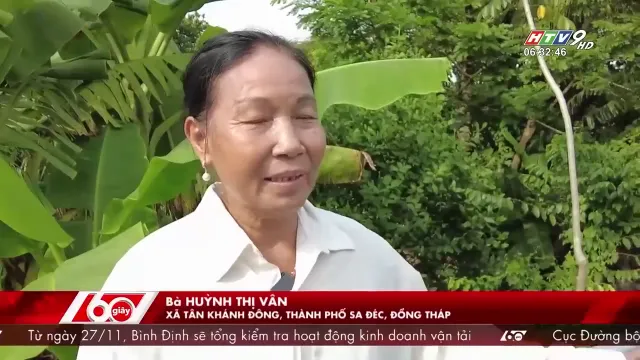 HTV9 HD
06:32:46
Bà HUỲNH THỊ VÂN
XÃ TÂN KHÁNH ĐÔNG, THÀNH PHỐ SA ĐÉC, ĐỒNG THÁP
60 giây
Từ ngày 27/11, Bình Định sẽ tổng kiểm tra hoạt động kinh doanh vận tải
60
Cục Đường bộ